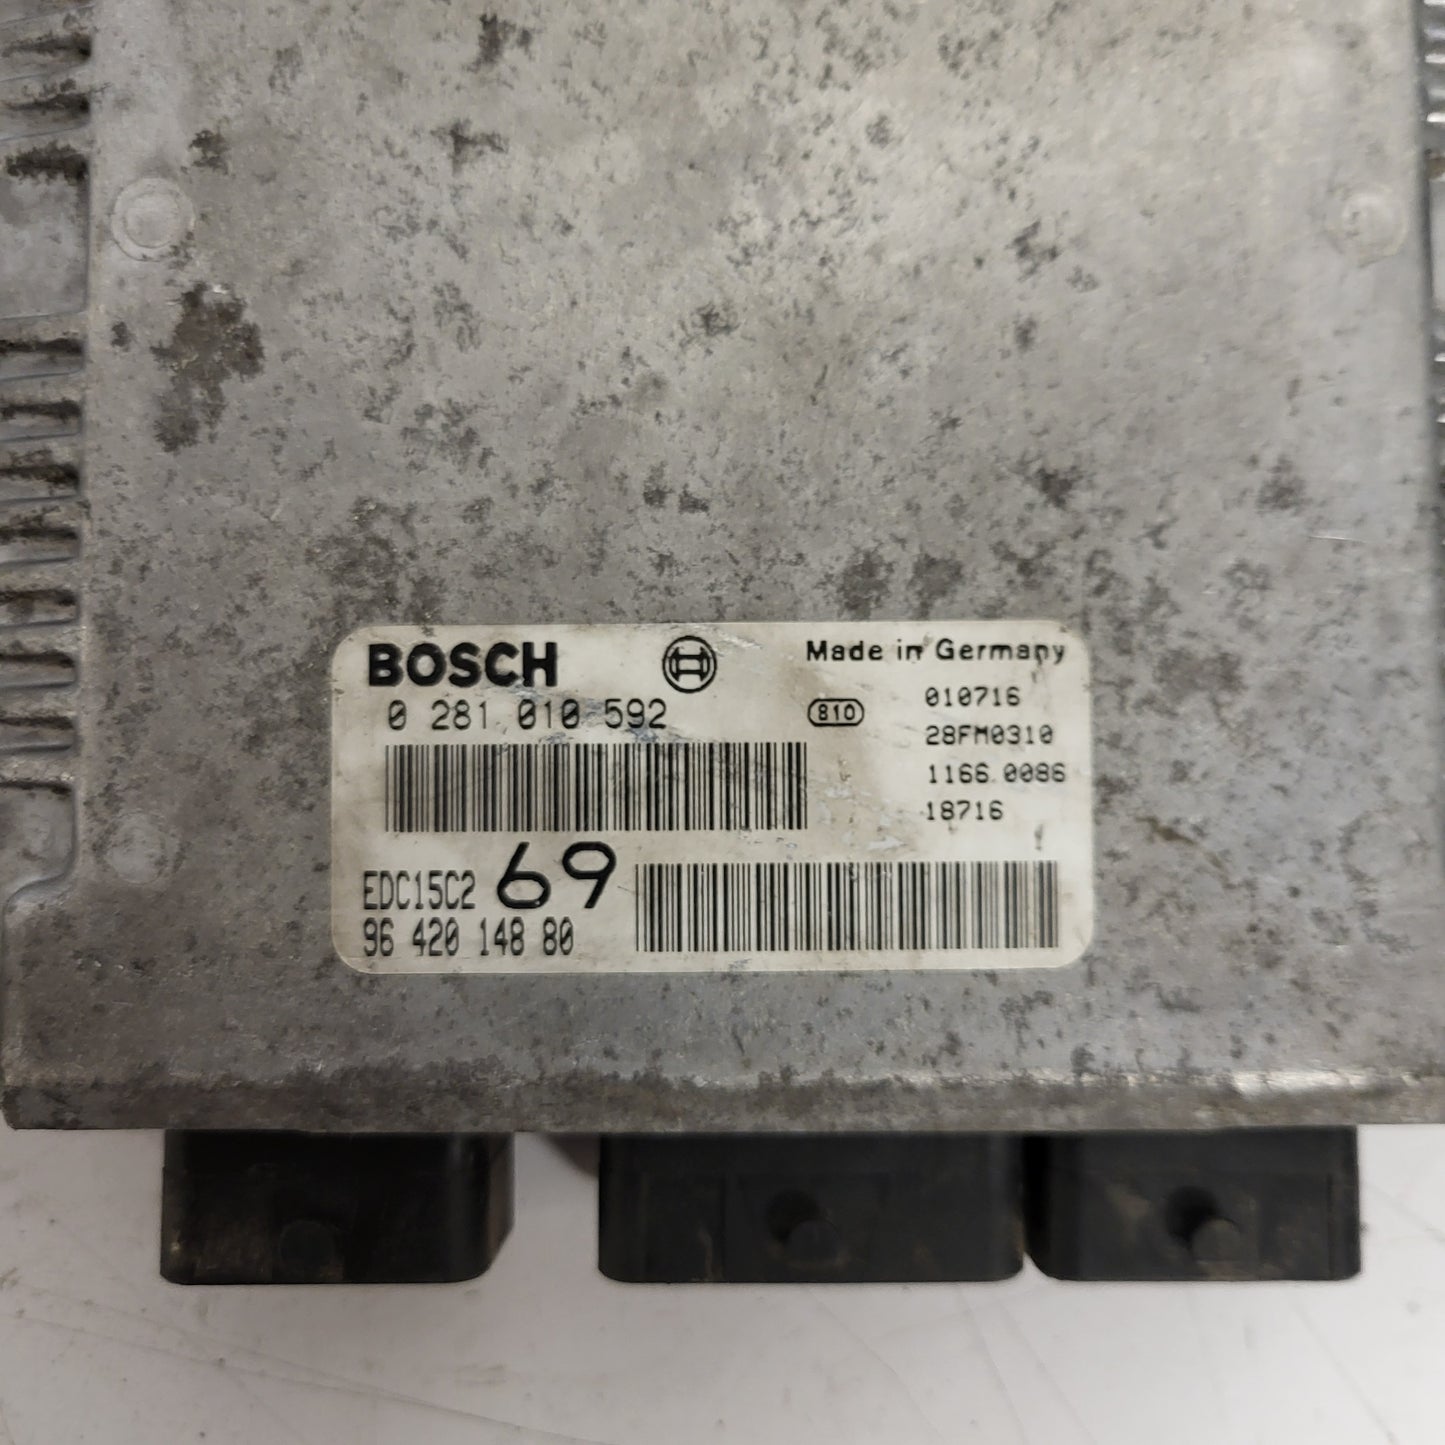 BOSCH
Made in Germany
0 281 010 592
810
010716
28FM0310
1166 0086
18716
EDC15C2 69
96 420 148 80